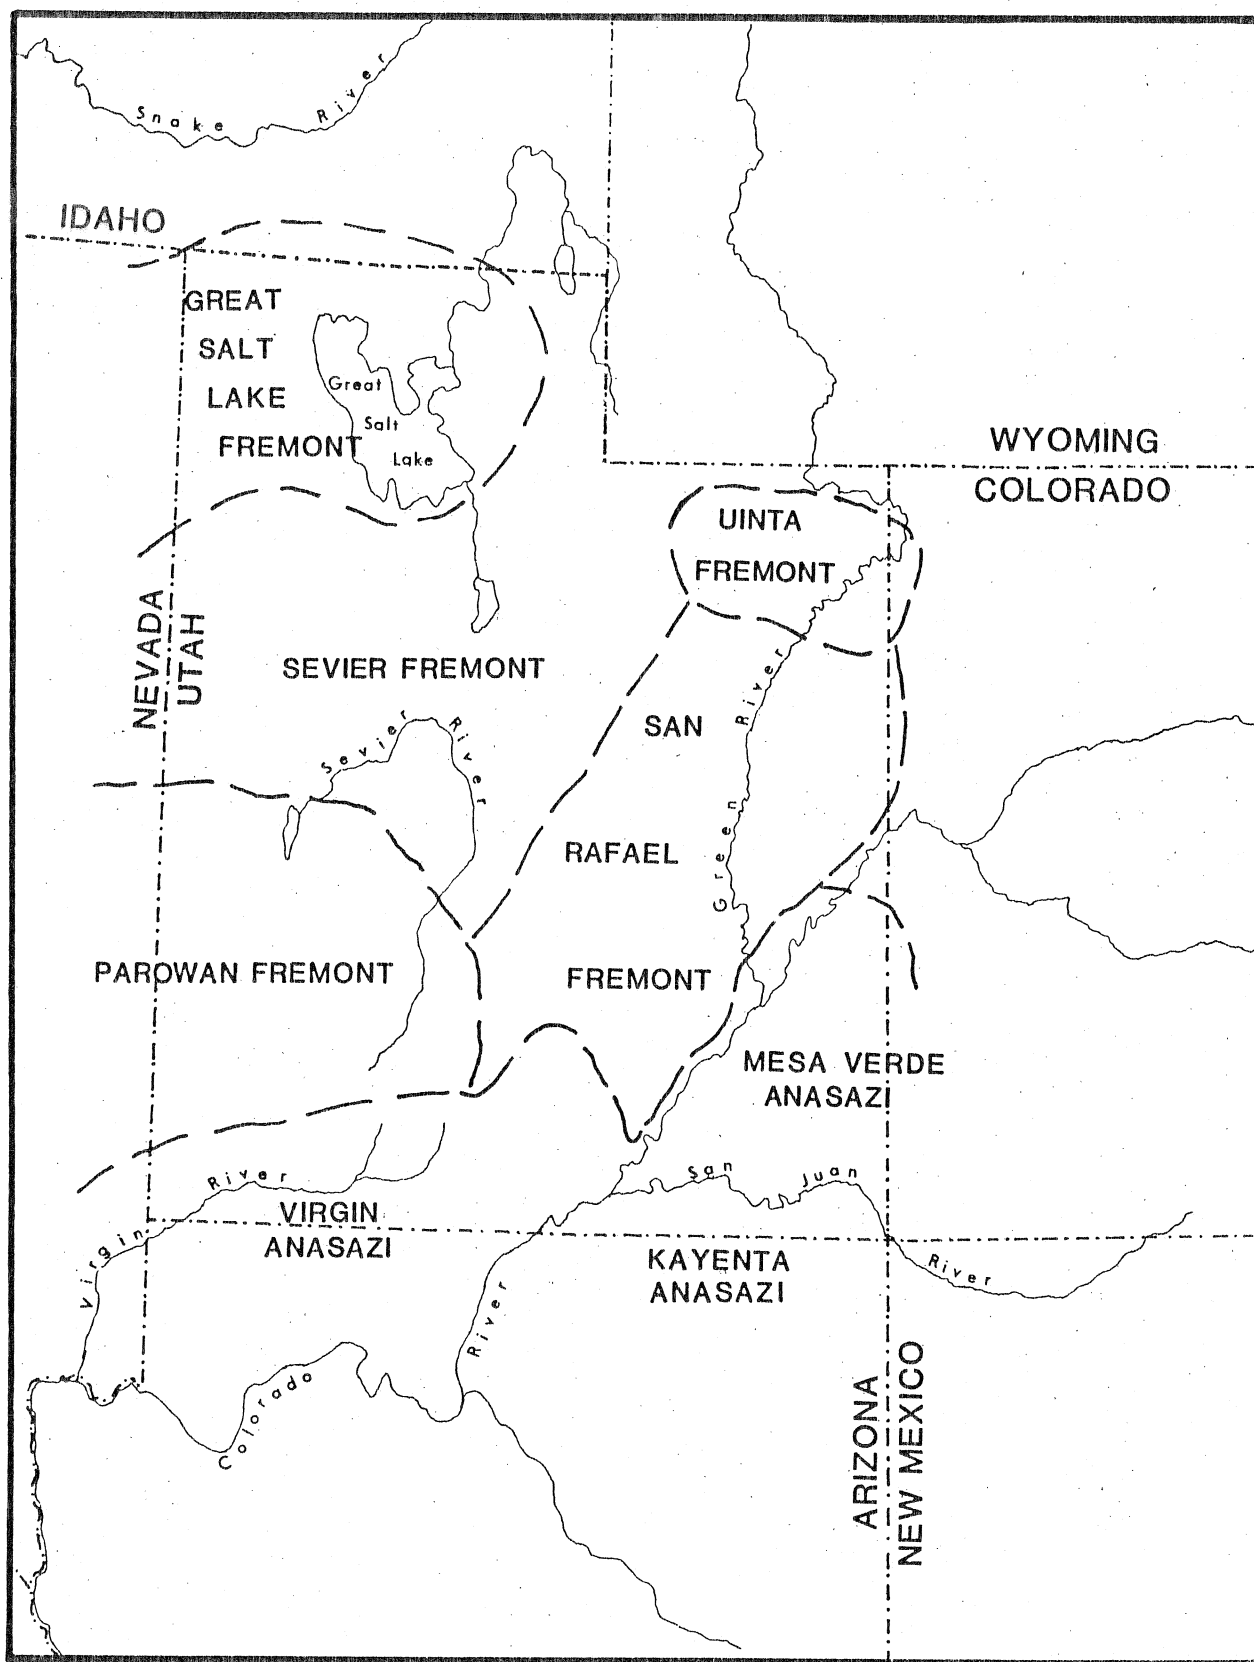 Snake River
IDAHO
GREAT
SALT
LAKE
FREMONT
Great
Salt
Lake
WYOMING
COLORADO
UINTA
FREMONT
NEVADA
UTAH
SEVIER FREMONT
Sevier River
SAN
RAFAEL
FREMONT
Green River
PAROWAN FREMONT
MESA VERDE
ANASAZI
Virgin River
San Juan River
VIRGIN
ANASAZI
KAYENTA
ANASAZI
Colorado River
ARIZONA
NEW MEXICO